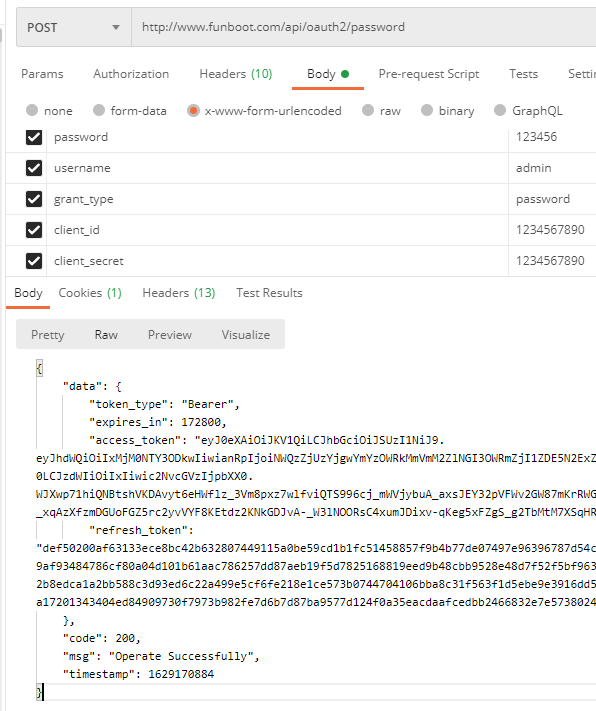 POST http://www.funboot.com/api/oauth2/password
Params Authorization Headers (10) Body Pre-request Script Tests Setti
none form-data x-www-form-urlencoded raw binary GraphQL
password 123456
username admin
grant_type password
client_id 1234567890
client_secret 1234567890
Body Cookies (1) Headers (13) Test Results
Pretty Raw Preview Visualize
{
"data": {
"token_type": "Bearer",
"expires_in": 172800,
"access_token": "eyJ0eXAiOiJKV1QiLCJhbGciOiJSUzI1NiJ9.
eyJhdWQiOiIxMjM0NTY3ODkwIiwianRpIjoiNWQzZjUzYjgwYmYzOWRkMmVmM2ZlNGI3OWRmZjI1ZDE5N2ExZ
0LCJzdWIiOiIxIiwic2NvcGVzIjpbXX0.
WJXwp71hiQNBtshVKDAvyt6eHWflz_3Vm8pxz7wlfviQTS996cj_mWVjybuA_axsJEY32pVFWv2GW87mKrRWG
_xqAzXfzmDGUoFGZ5rc2yvVYF8KEtdz2KNkGDJvA-_W3lNOORsC4xumJDixv-qKeg5xFZgS_g2TbMtM7XSqHR
"refresh_token":
"def50200af63133ece8bc42b632807449115a0be59cd1b1fc51458857f9b4b77de07497e96396787d54c
9af93484786cf80a04d101b61aac786257dd87aeb19f5d7825168819eed9b48cbb9528e48d7f52f5bf963
2b8edca1a2bb588c3d93ed6c22a499e5cf6fe218e1ce573b0744704106bba8c31f563f1d5ebe9e3916dd5
a17201343404ed84909730f7973b982fe7d6b7d87ba9577d124f0a35eacdaafcedbb2466832e7e5738024
},
"code": 200,
"msg": "Operate Successfully",
"timestamp": 1629170884
}